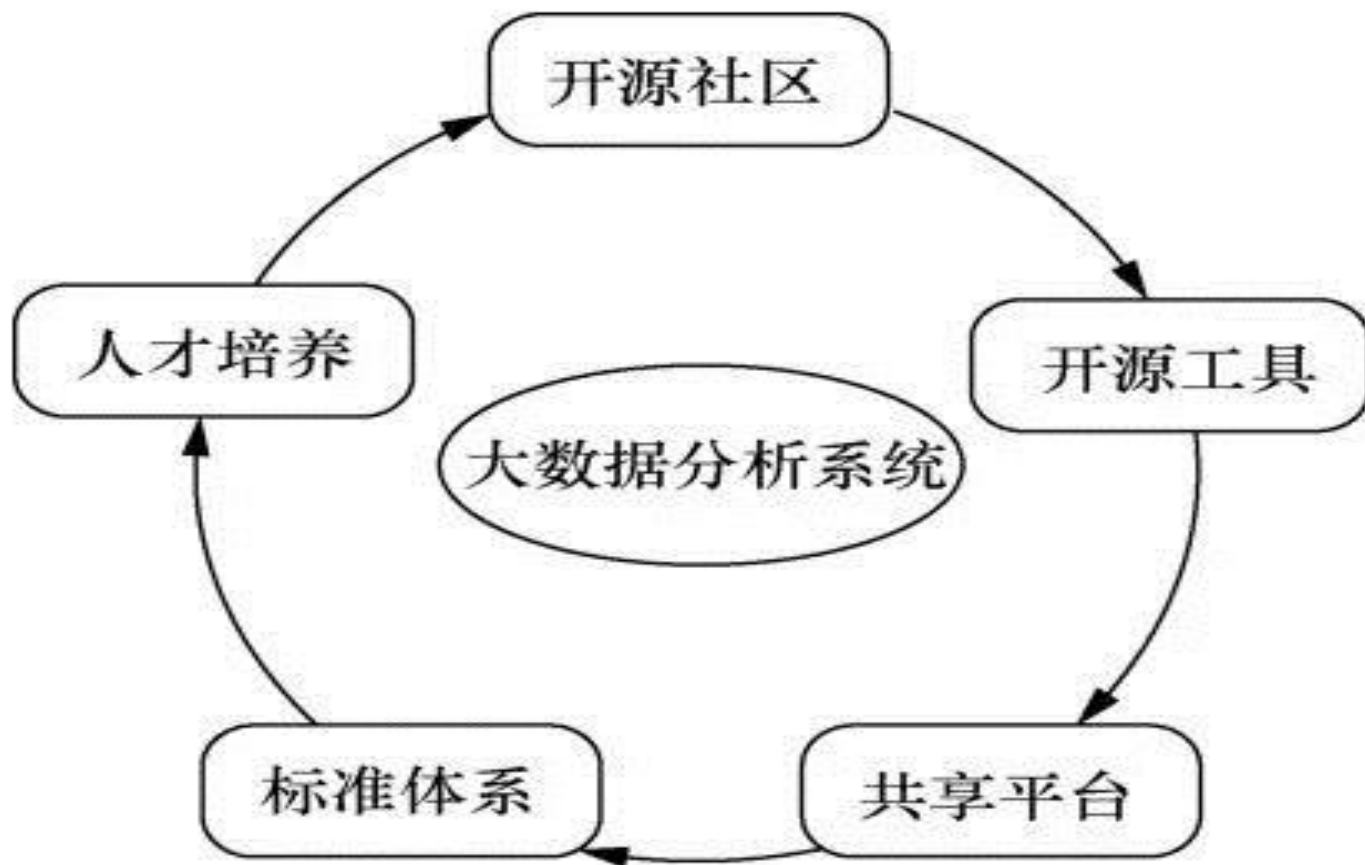 开源社区
人才培养
开源工具
大数据分析系统
标准体系
共享平台